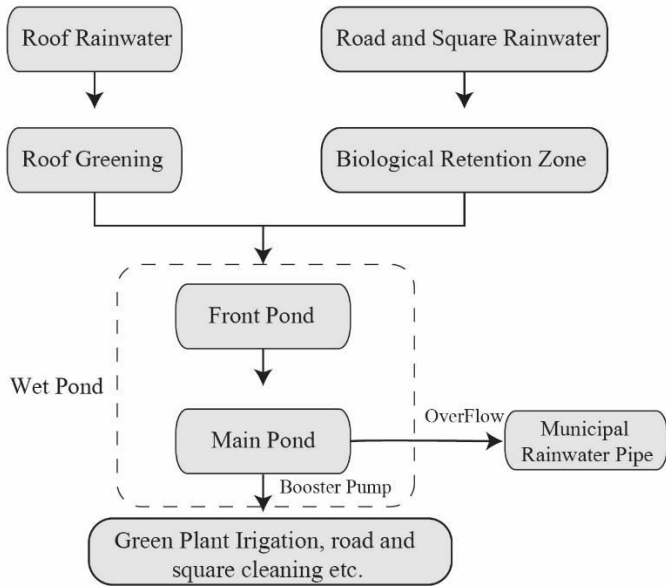 Roof Rainwater
Road and Square Rainwater
Roof Greening
Biological Retention Zone
Front Pond
Wet Pond
Main Pond
OverFlow
Municipal
Rainwater Pipe
Booster Pump
Green Plant Irigation, road and
square cleaning etc.